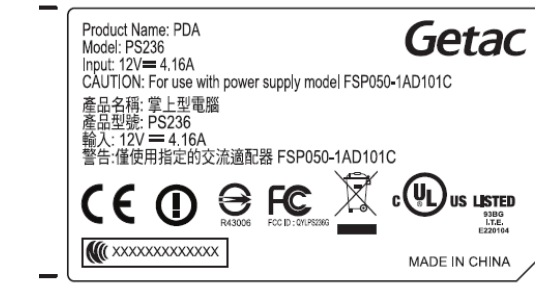 Product Name: PDA
Getac
Model: PS236
Input: 12V 4.16A
CAUTION: For use with power supply model FSP050-1AD101C
產品名稱: 掌上型電腦
產品型號: PS236
輸入: 12V 4.16A
警告:僅使用指定的交流適配器 FSP050-1AD101C
CE
R43006
FC
FCC ID : QYLPS236G
C UL US LISTED
93BG
I.T.E.
E220104
XXXXXXXXXXXXX
MADE IN CHINA